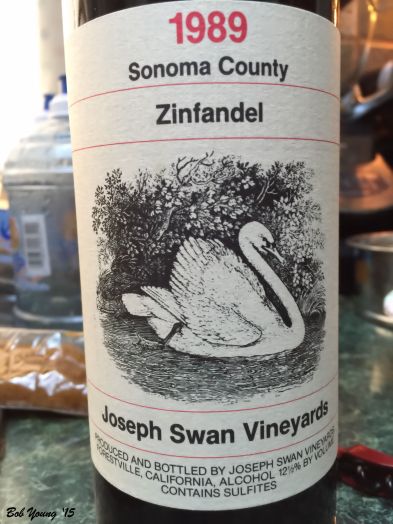 1989
Sonoma County
Zinfandel
Joseph Swan Vineyards
PRODUCED AND BOTTLED BY JOSEPH SWAN VINEYARDS
FORESTVILLE, CALIFORNIA, ALCOHOL 12½% BY VOLUME
CONTAINS SULFITES
Bob Young '15